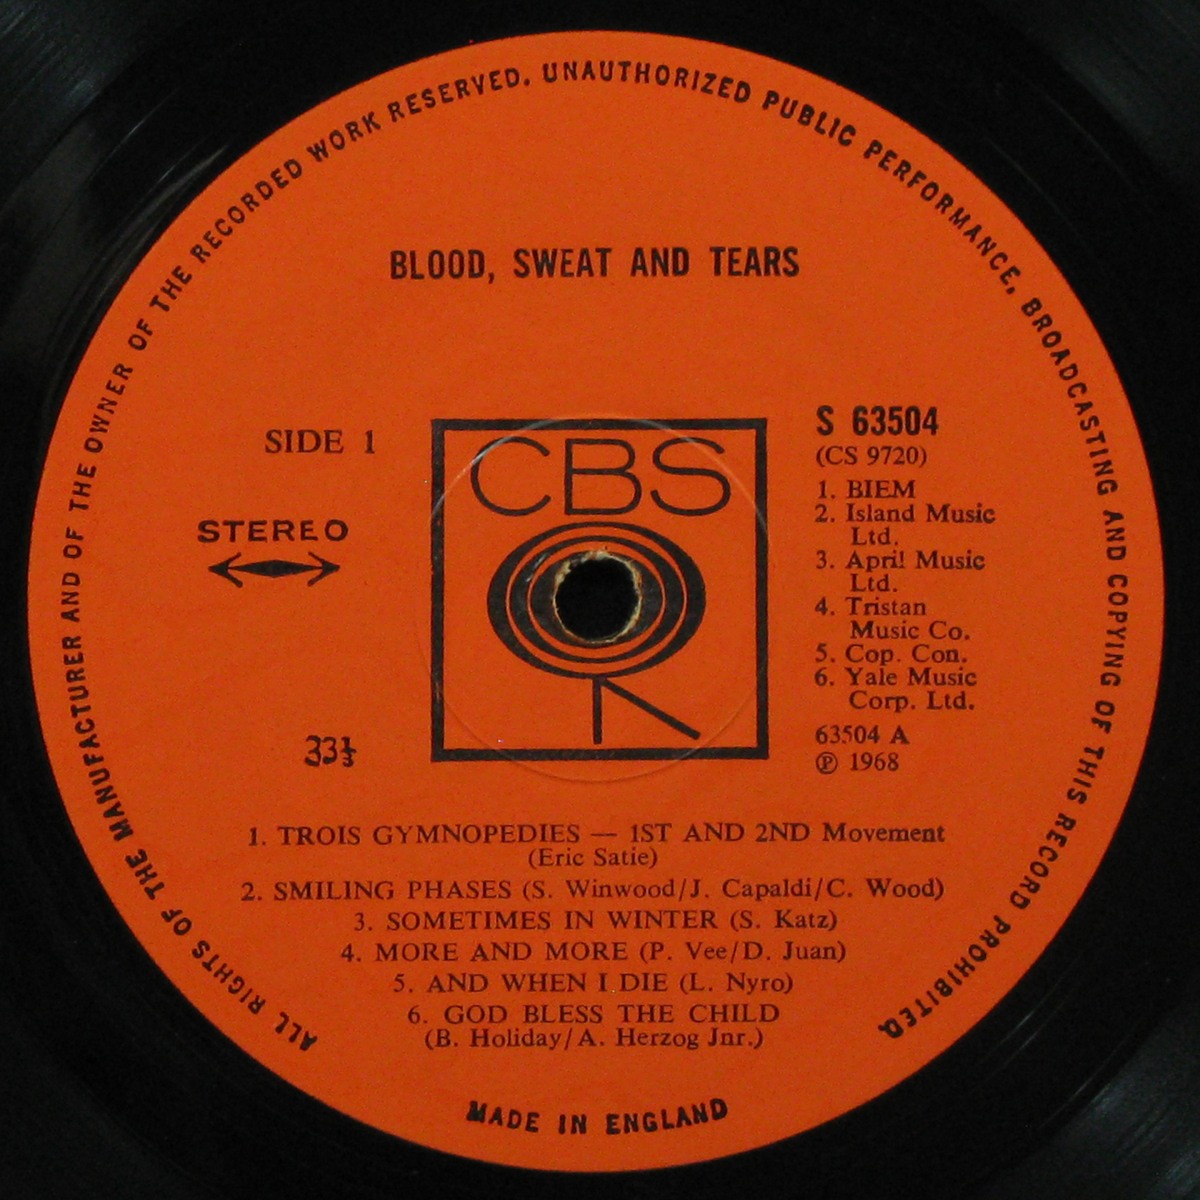 ALL RIGHTS OF THE MANUFACTURER AND OF THE OWNER OF THE RECORDED WORK RESERVED. UNAUTHORIZED PUBLIC PERFORMANCE, BROADCASTING AND COPYING OF THIS RECORD PROHIBITED.
BLOOD, SWEAT AND TEARS
SIDE 1
STEREO
33⅓
CBS
S 63504
(CS 9720)
1. BIEM
2. Island Music
Ltd.
3. April Music
Ltd.
4. Tristan
Music Co.
5. Cop. Con.
6. Yale Music
Corp. Ltd.
63504 A
℗ 1968
1. TROIS GYMNOPEDIES — 1ST AND 2ND Movement
(Eric Satie)
2. SMILING PHASES (S. Winwood/J. Capaldi/C. Wood)
3. SOMETIMES IN WINTER (S. Katz)
4. MORE AND MORE (P. Vee/D. Juan)
5. AND WHEN I DIE (L. Nyro)
6. GOD BLESS THE CHILD
(B. Holiday/A. Herzog Jnr.)
MADE IN ENGLAND